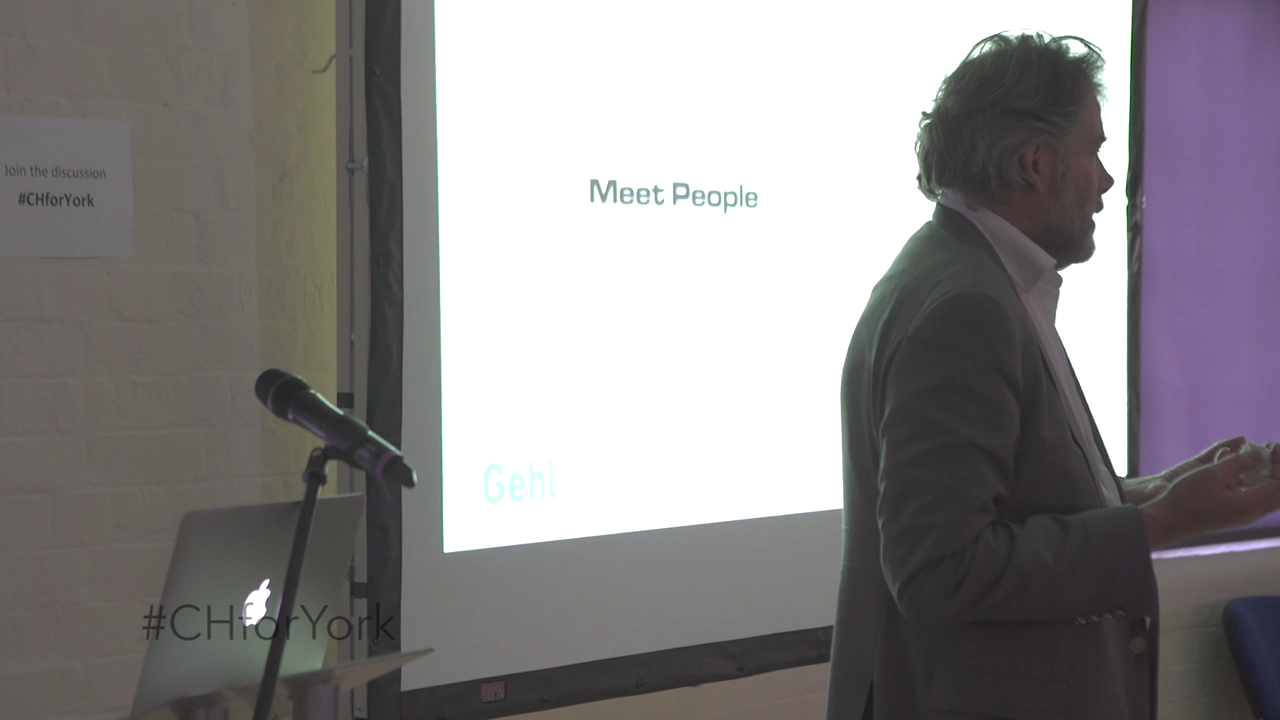 Join the discussion
#CHforYork
Meet People
Gehl
#CHforYork